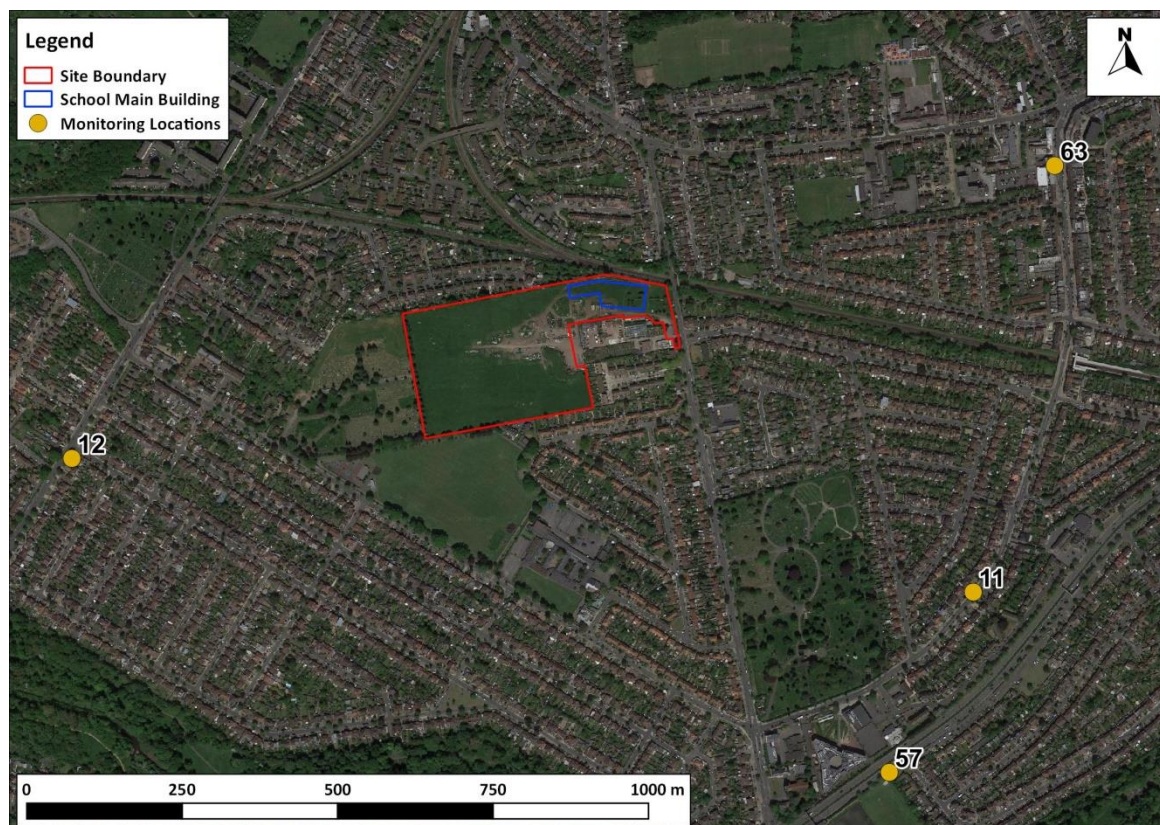 Legend
Site Boundary
School Main Building
Monitoring Locations
N
63
12
11
57
0 250 500 750 1000 m